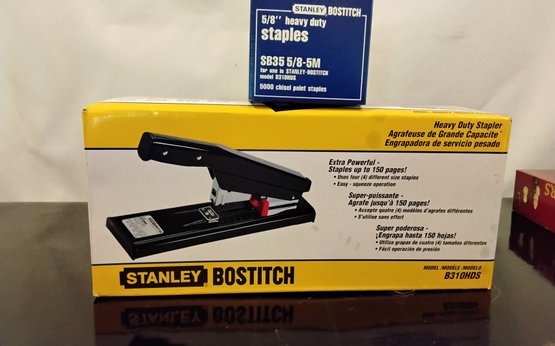 STANLEY BOSTITCH
5/8" heavy duty
staples
SB35 5/8-5M
for use in STANLEY-BOSTITCH
model B310HDS
5000 chisel point staples
Heavy Duty Stapler
Agrafeuse de Grande Capacité
Engrapadora de servicio pesado
Extra Powerful -
Staples up to 150 pages!
• Uses four (4) different size staples
• Easy - squeeze operation
Super-puissante -
Agrafe jusqu'à 150 pages!
• Accepte quatre (4) modèles d'agrafes différentes
• S'utilise sans effort
Super poderosa -
¡Engrapa hasta 150 hojas!
• Utiliza grapas de cuatro (4) tamaños diferentes
• Fácil operación de presión
STANLEY BOSTITCH
MODEL/MODÈLE/MODELO
B310HDS